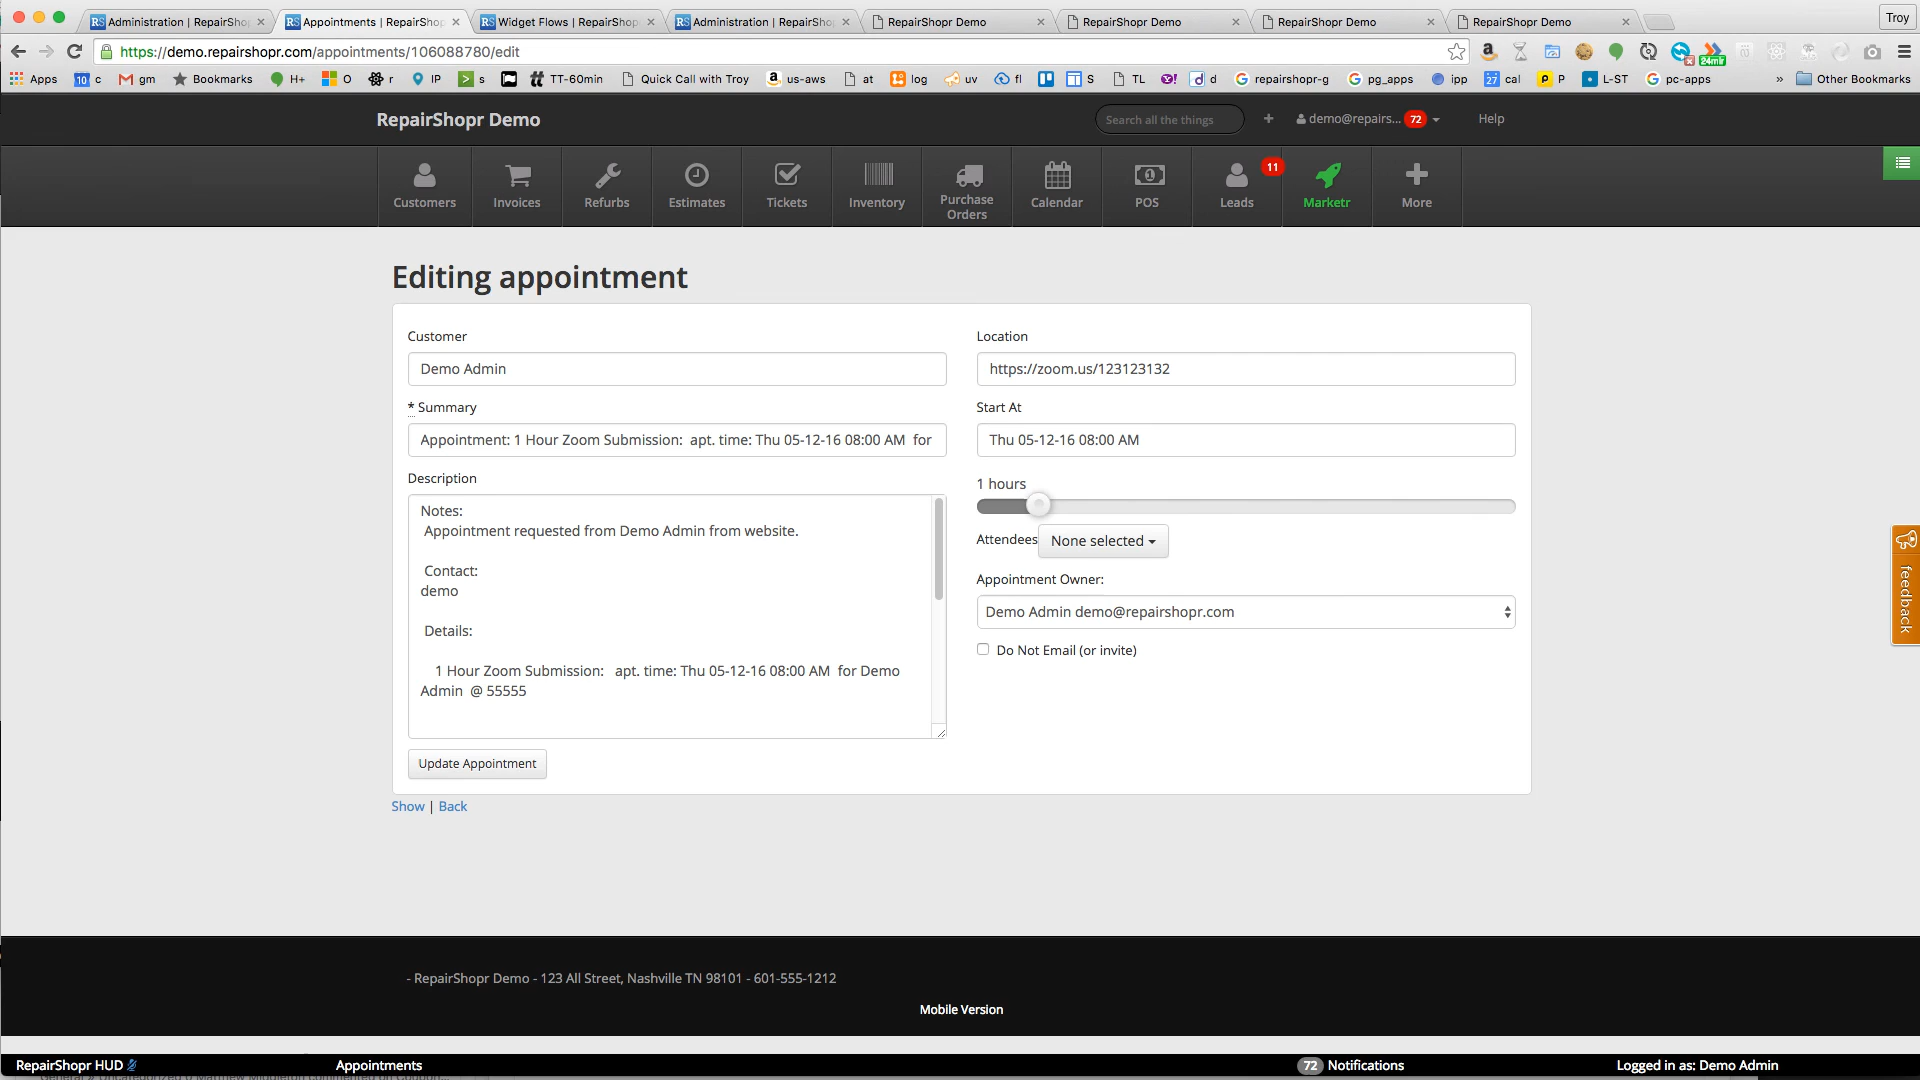 Administration | RepairSho
Appointments | RepairShop
Widget Flows | RepairShop
Administration | RepairSh
RepairShopr Demo
RepairShopr Demo
RepairShopr Demo
RepairShopr Demo
Troy
https://demo.repairshopr.com/appointments/106088780/edit
24mir
Apps
10 c
gm
Bookmarks
H+
O
r
IP
s
TT-60min
Quick Call with Troy
us-aws
at
log
uv
fl
S
TL
d
repairshopr-g
pg_apps
ipp
27 cal
P
L-ST
pc-apps
»
Other Bookmarks
RepairShopr Demo
Search all the things
demo@repairs... 72
Help
Customers
Invoices
Refurbs
Estimates
Tickets
Inventory
Purchase
Orders
Calendar
POS
Leads
11
Marketr
More
Editing appointment
Customer
Demo Admin
* Summary
Appointment: 1 Hour Zoom Submission:  apt. time: Thu 05-12-16 08:00 AM  for
Description
Notes:
Appointment requested from Demo Admin from website.
Contact:
demo
Details:
1 Hour Zoom Submission:   apt. time: Thu 05-12-16 08:00 AM  for Demo
Admin  @ 55555
Update Appointment
Show | Back
Location
https://zoom.us/123123132
Start At
Thu 05-12-16 08:00 AM
1 hours
Attendees
None selected
Appointment Owner:
Demo Admin demo@repairshopr.com
Do Not Email (or invite)
feedback
- RepairShopr Demo - 123 All Street, Nashville TN 98101 - 601-555-1212
Mobile Version
RepairShopr HUD
Appointments
72 Notifications
Logged in as: Demo Admin